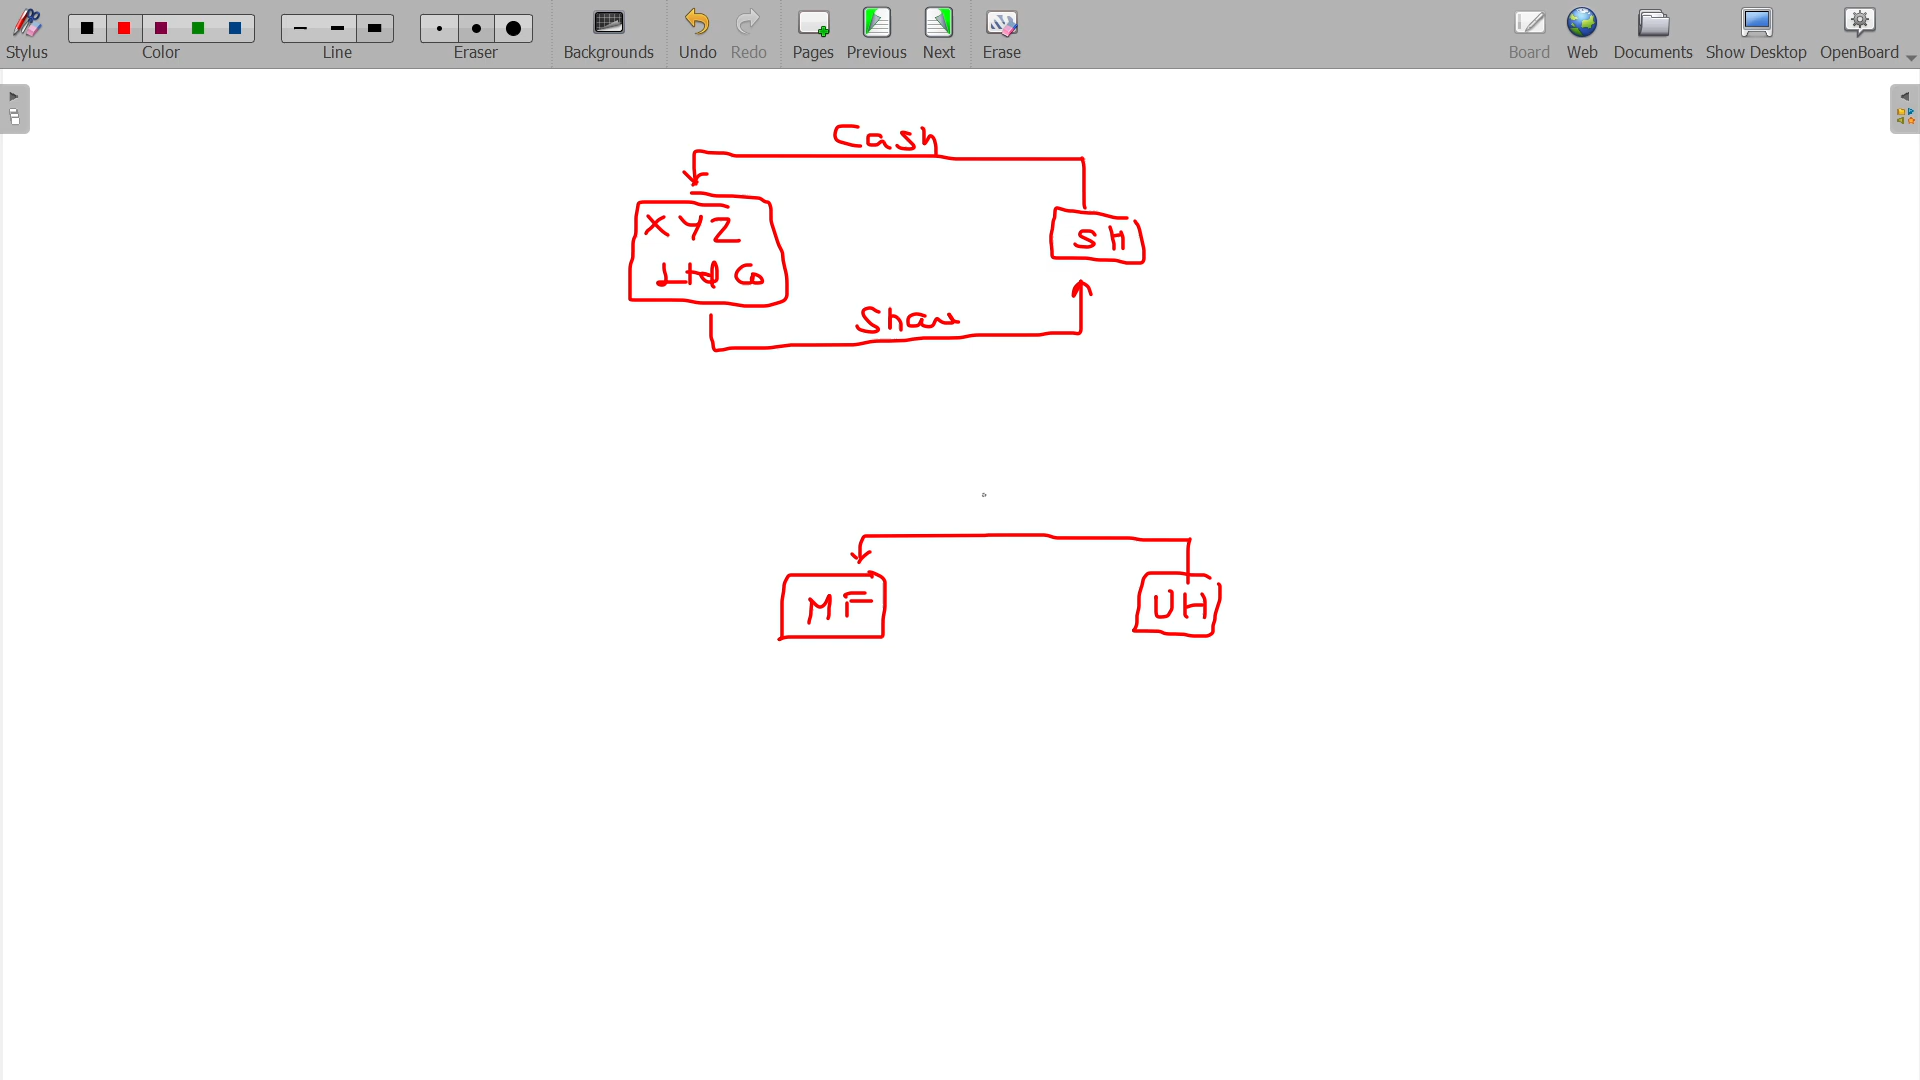 Stylus Color Line Eraser Backgrounds Undo Redo Pages Previous Next Erase Board Web Documents Show Desktop OpenBoard
Cash
XYZ
Ltd Co
SH
Share
MF
UH